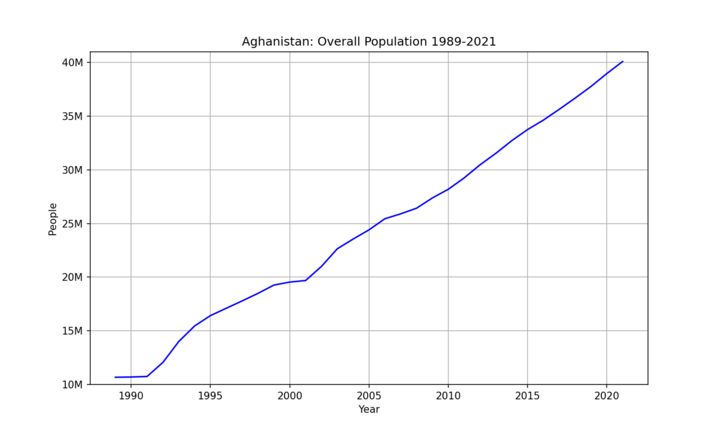 Aghanistan: Overall Population 1989-2021
40M
35M
30M
25M
20M
15M
10M
People
1990 1995 2000 2005 2010 2015 2020
Year